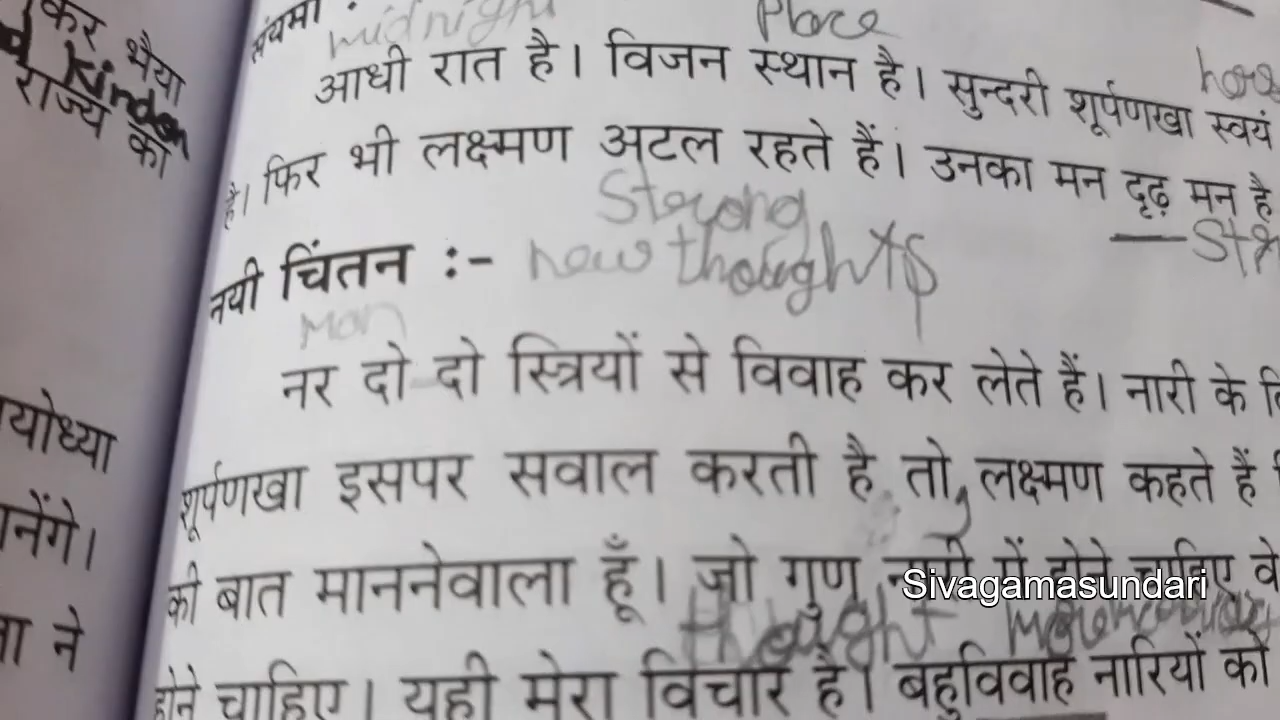 कर भैया
Kindom
राज्य को
योध्या
नेंगे।
ने
midnight Place
आधी रात है। विजन स्थान है। सुन्दरी शूर्पणखा स्वयं
है। फिर भी लक्ष्मण अटल रहते हैं। उनका मन दृढ़ मन है
Strong
नयी चिंतन :- new thoughts
Man
नर दो दो स्त्रियों से विवाह कर लेते हैं। नारी के
शूर्पणखा इसपर सवाल करती है तो, लक्ष्मण कहते हैं
की बात माननेवाला हूँ। जो गुण में होने चाहिए वे
Sivagamasundari
thought
होने चाहिए। यही मेरा विचार है। बहुविवाह नारियों को